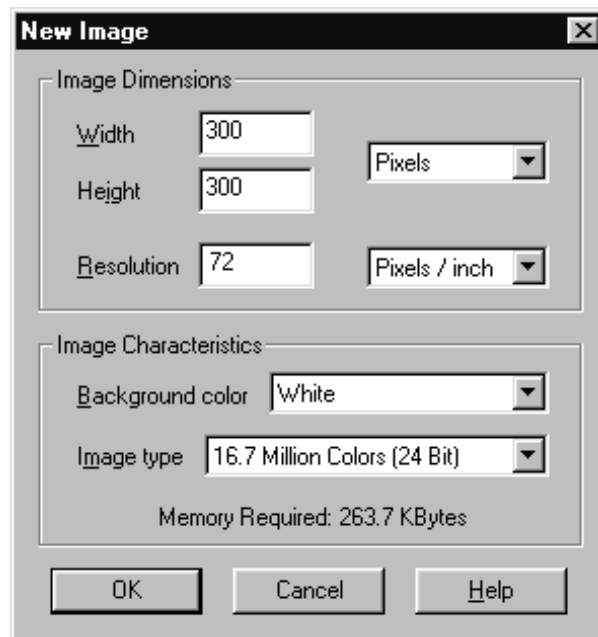 New Image
Image Dimensions
Width 300
Pixels
Height 300
Resolution 72 Pixels / inch
Image Characteristics
Background color White
Image type 16.7 Million Colors (24 Bit)
Memory Required: 263.7 KBytes
OK Cancel Help